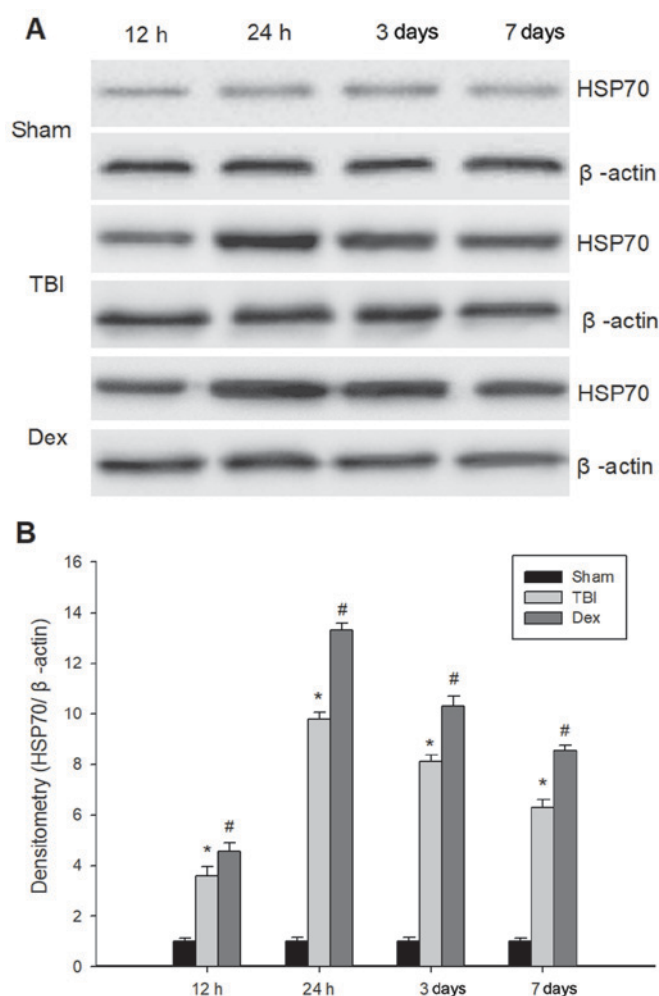 A
12 h 24 h 3 days 7 days
HSP70
Sham
β -actin
HSP70
TBI
β -actin
HSP70
Dex
β -actin
B
16
14
12
10
8
6
4
2
0
Densitometry (HSP70/ β -actin)
Sham
TBI
Dex
* #
* #
* #
* #
12 h 24 h 3 days 7 days